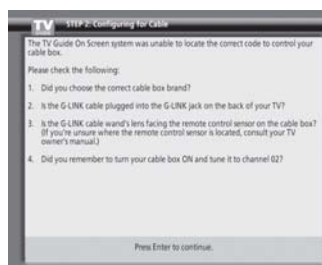 TV STEP 2: Configuring for Cable
The TV Guide On Screen system was unable to locate the correct code to control your
cable box.
Please check the following:
1. Did you choose the correct cable box brand?
2. Is the G-LINK cable plugged into the G-LINK jack on the back of your TV?
3. Is the G-LINK cable wand's lens facing the remote control sensor on the cable box?
(If you're unsure where the remote control sensor is located, consult your TV
owner's manual.)
4. Did you remember to turn your cable box ON and tune it to channel 02?
Press Enter to continue.